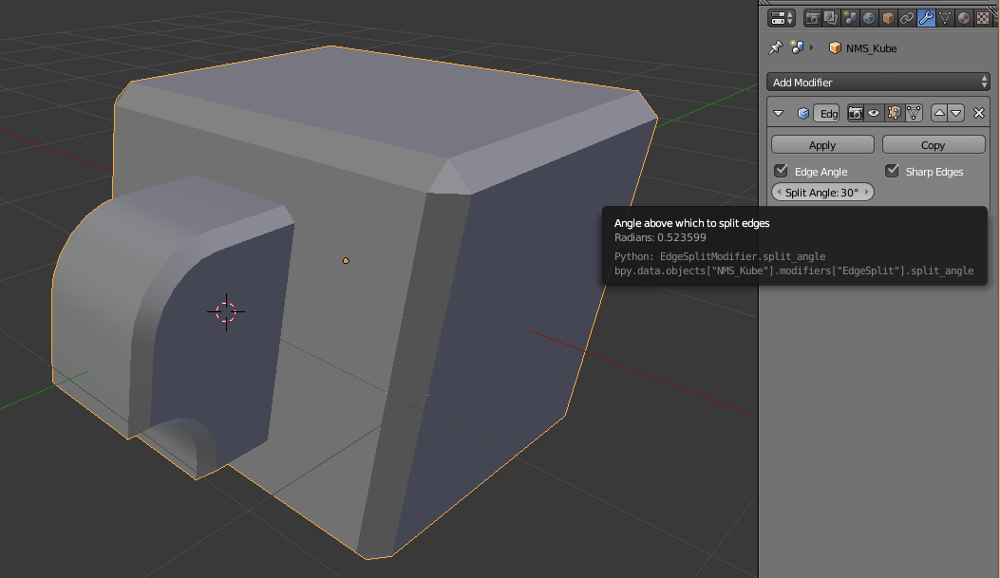 NMS_Kube
Add Modifier
Edg
Apply
Copy
Edge Angle
Sharp Edges
Split Angle: 30°
Angle above which to split edges
Radians: 0.523599
Python: EdgeSplitModifier.split_angle
bpy.data.objects["NMS_Kube"].modifiers["EdgeSplit"].split_angle